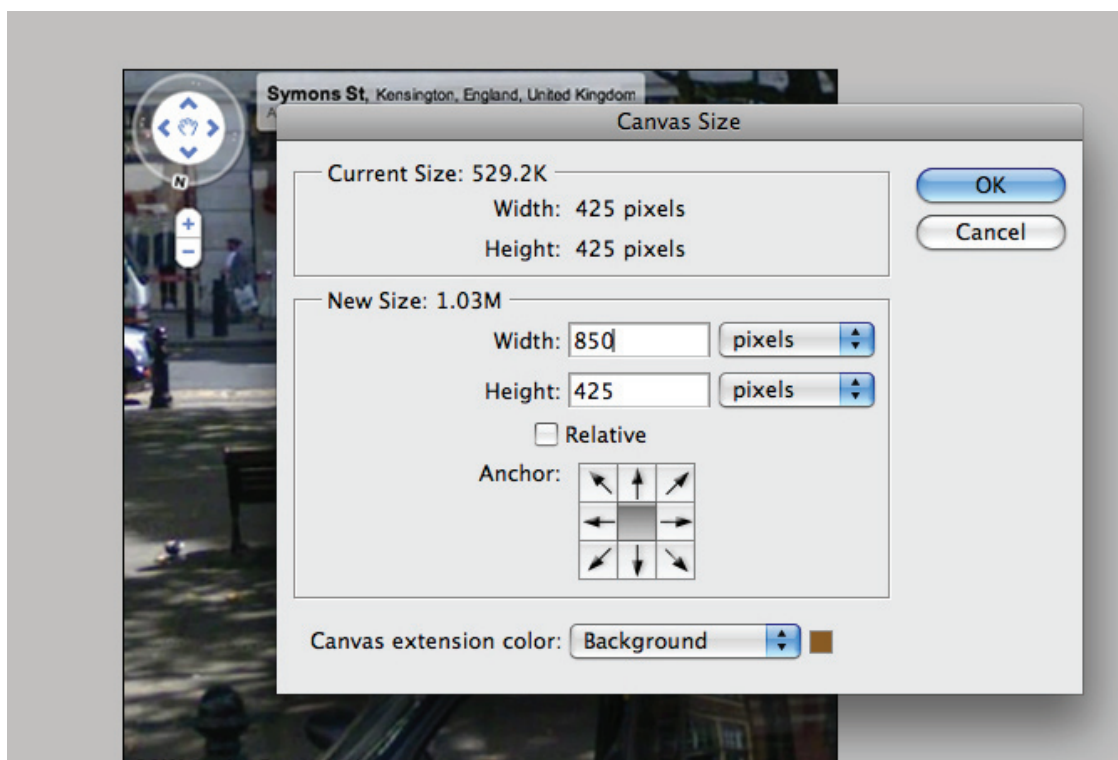 Symons St, Kensington, England, United Kingdom
A
Canvas Size
N
+
−
Current Size: 529.2K
Width: 425 pixels
Height: 425 pixels
OK
Cancel
New Size: 1.03M
Width: 850 pixels
Height: 425 pixels
Relative
Anchor:
Canvas extension color: Background